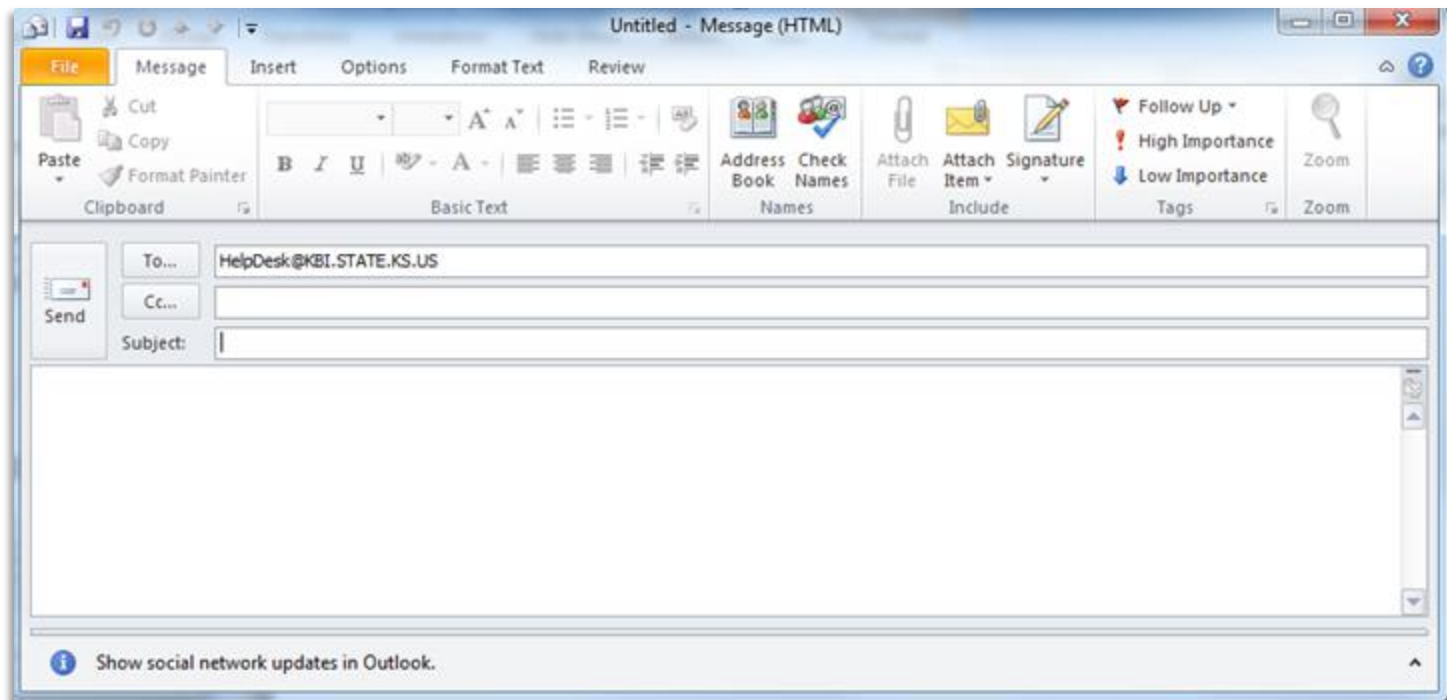 Untitled - Message (HTML)
File Message Insert Options Format Text Review
Paste
Cut
Copy
Format Painter
Clipboard
A A
B I U A
Basic Text
Address Book
Check Names
Names
Attach File
Attach Item
Signature
Include
Follow Up
High Importance
Low Importance
Tags
Zoom
Zoom
Send
To... HelpDesk@KBI.STATE.KS.US
Cc...
Subject:
Show social network updates in Outlook.